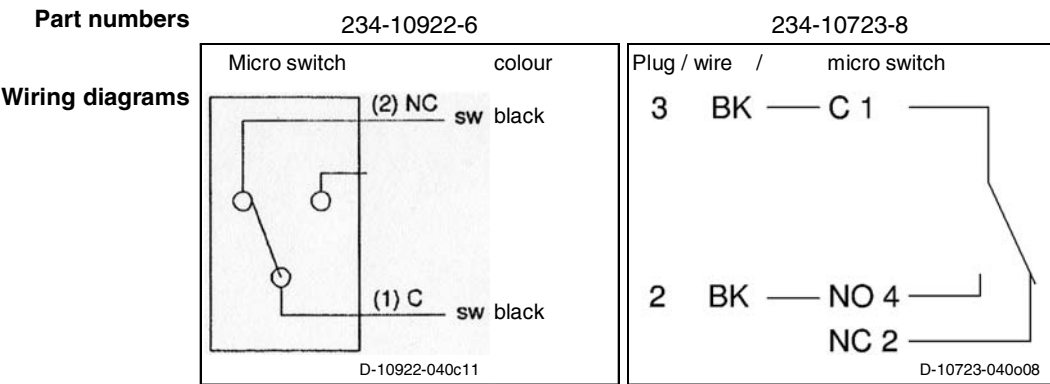 Part numbers 234-10922-6 234-10723-8
Micro switch colour
Plug / wire / micro switch
Wiring diagrams
(2) NC sw black
(1) C sw black
D-10922-040c11
3 BK C 1
2 BK NO 4
NC 2
D-10723-040o08